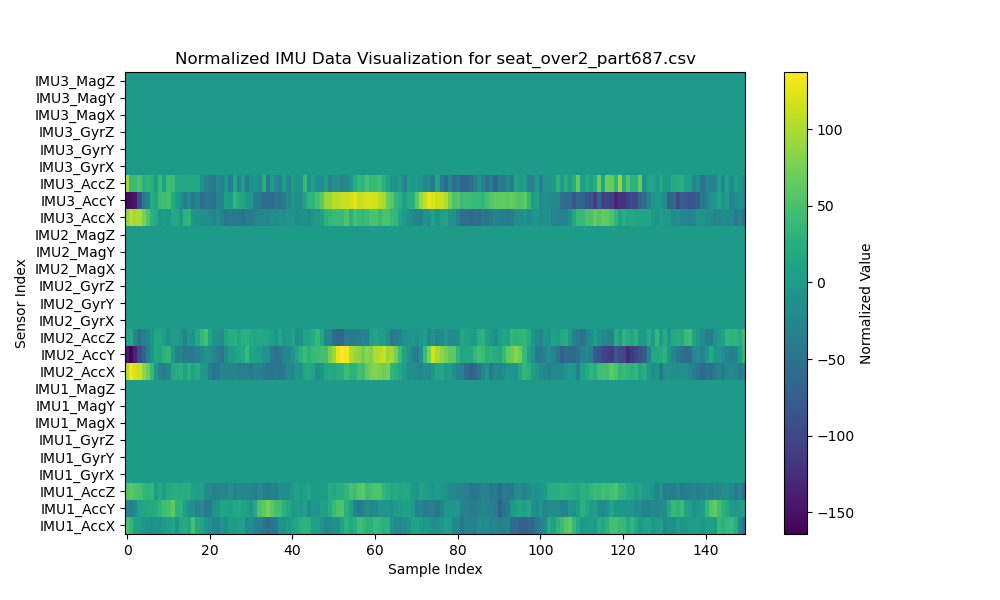 Normalized IMU Data Visualization for seat_over2_part687.csv
IMU3_MagZ
IMU3_MagY
IMU3_MagX
IMU3_GyrZ
IMU3_GyrY
IMU3_GyrX
IMU3_AccZ
IMU3_AccY
IMU3_AccX
IMU2_MagZ
IMU2_MagY
IMU2_MagX
IMU2_GyrZ
IMU2_GyrY
IMU2_GyrX
IMU2_AccZ
IMU2_AccY
IMU2_AccX
IMU1_MagZ
IMU1_MagY
IMU1_MagX
IMU1_GyrZ
IMU1_GyrY
IMU1_GyrX
IMU1_AccZ
IMU1_AccY
IMU1_AccX
Sensor Index
0 20 40 60 80 100 120 140
Sample Index
100
50
0
−50
−100
−150
Normalized Value